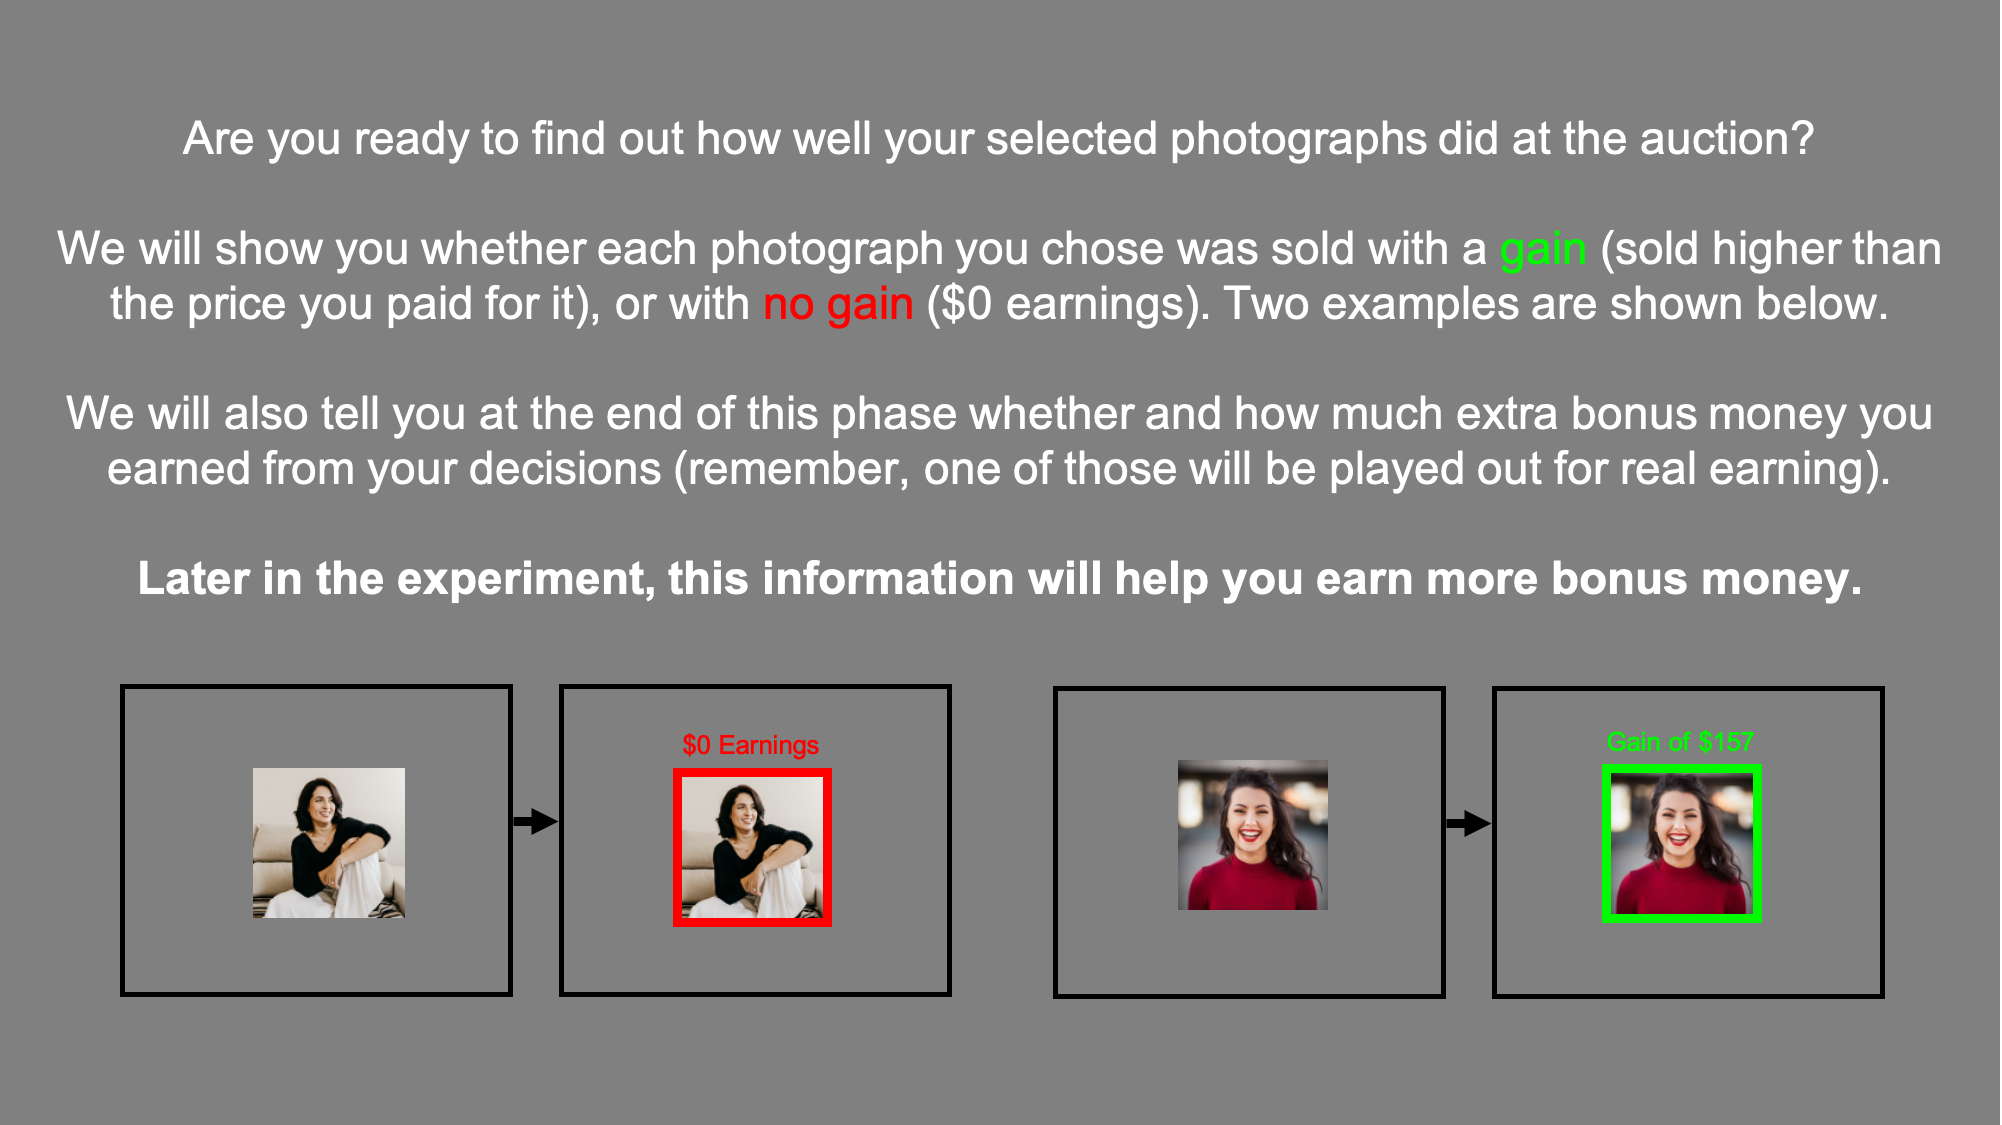 Are you ready to find out how well your selected photographs did at the auction?
We will show you whether each photograph you chose was sold with a gain (sold higher than
the price you paid for it), or with no gain ($0 earnings). Two examples are shown below.
We will also tell you at the end of this phase whether and how much extra bonus money you
earned from your decisions (remember, one of those will be played out for real earning).
Later in the experiment, this information will help you earn more bonus money.
$0 Earnings
Gain of $157